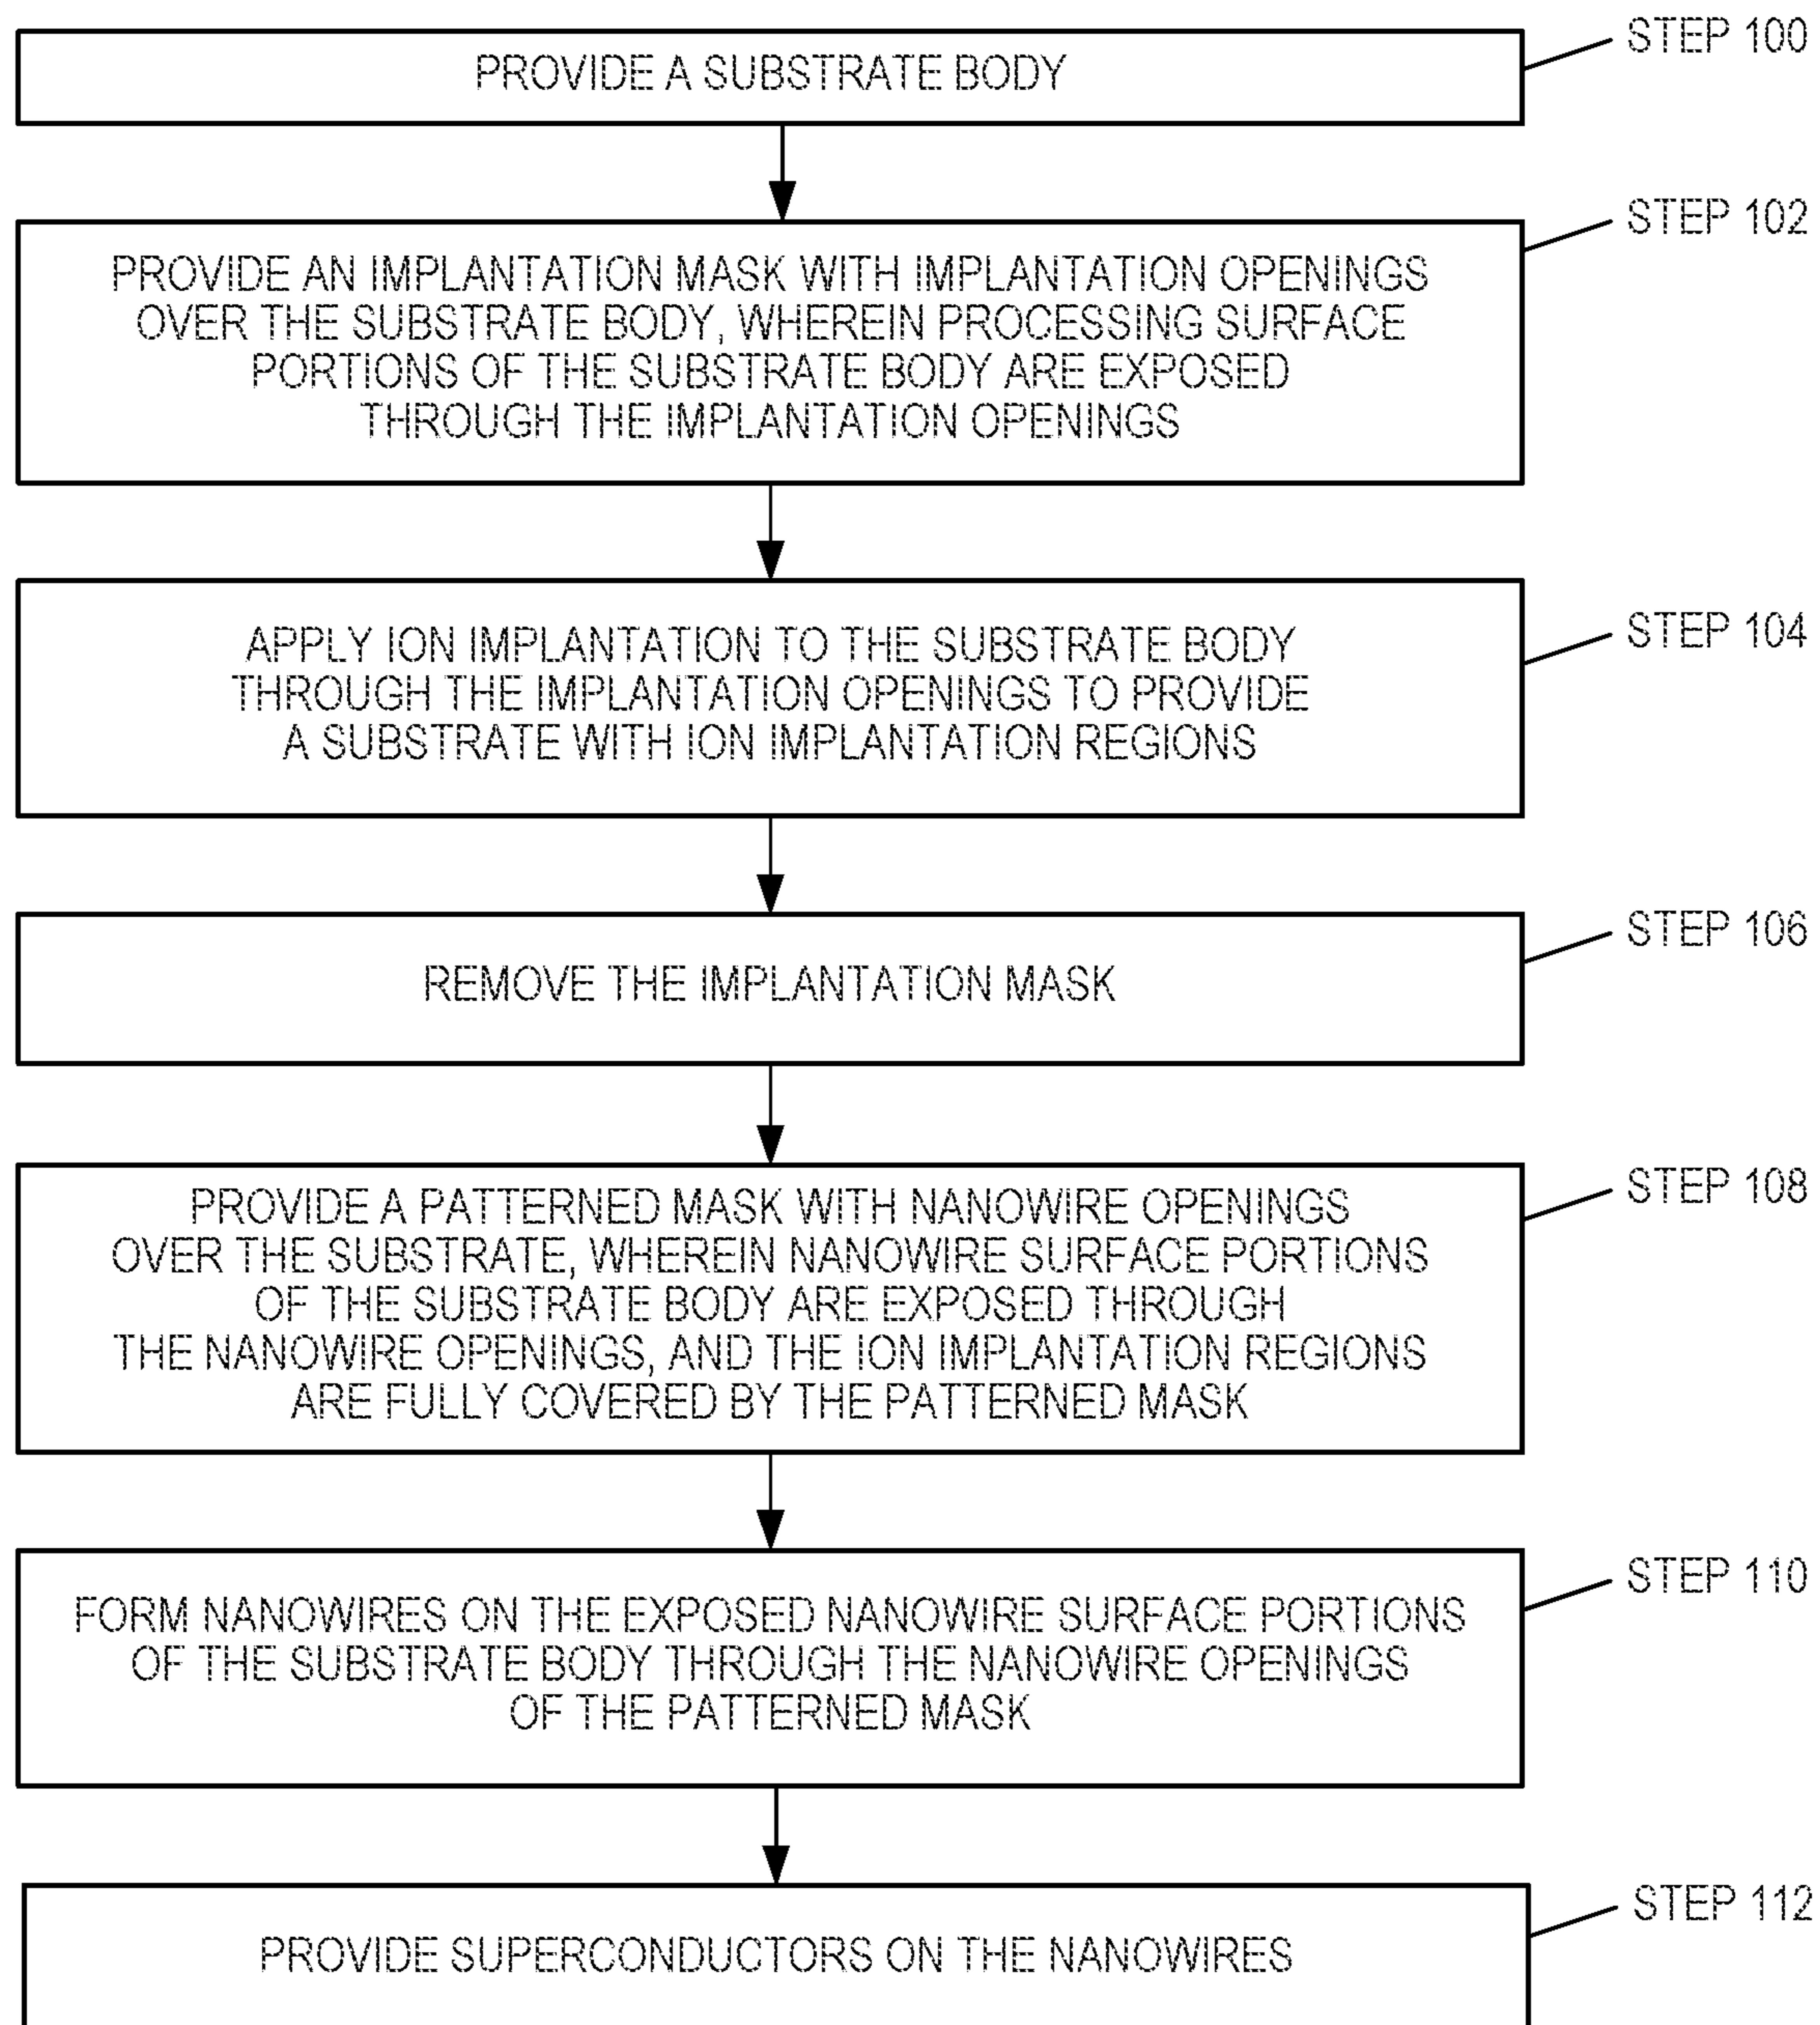 STEP 100
PROVIDE A SUBSTRATE BODY
STEP 102
PROVIDE AN IMPLANTATION MASK WITH IMPLANTATION OPENINGS
OVER THE SUBSTRATE BODY, WHEREIN PROCESSING SURFACE
PORTIONS OF THE SUBSTRATE BODY ARE EXPOSED
THROUGH THE IMPLANTATION OPENINGS
STEP 104
APPLY ION IMPLANTATION TO THE SUBSTRATE BODY
THROUGH THE IMPLANTATION OPENINGS TO PROVIDE
A SUBSTRATE WITH ION IMPLANTATION REGIONS
STEP 106
REMOVE THE IMPLANTATION MASK
STEP 108
PROVIDE A PATTERNED MASK WITH NANOWIRE OPENINGS
OVER THE SUBSTRATE, WHEREIN NANOWIRE SURFACE PORTIONS
OF THE SUBSTRATE BODY ARE EXPOSED THROUGH
THE NANOWIRE OPENINGS, AND THE ION IMPLANTATION REGIONS
ARE FULLY COVERED BY THE PATTERNED MASK
STEP 110
FORM NANOWIRES ON THE EXPOSED NANOWIRE SURFACE PORTIONS
OF THE SUBSTRATE BODY THROUGH THE NANOWIRE OPENINGS
OF THE PATTERNED MASK
STEP 112
PROVIDE SUPERCONDUCTORS ON THE NANOWIRES